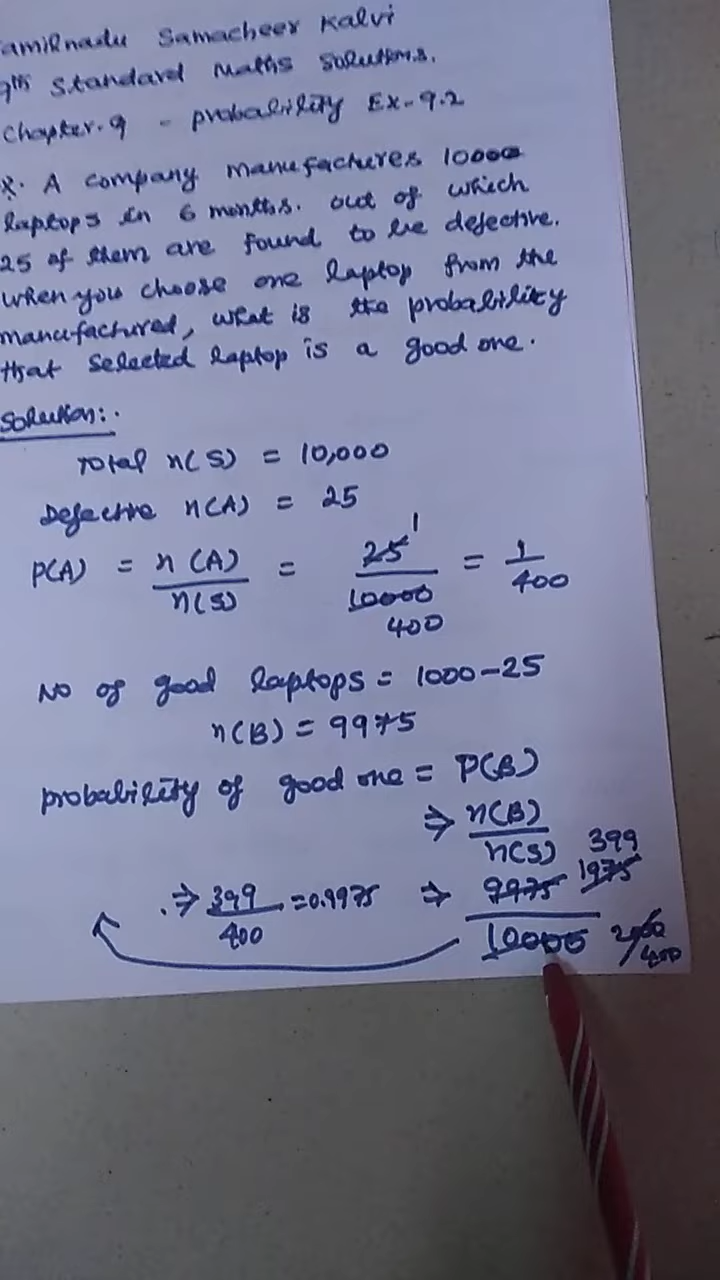 amilnadu Samacheer Kalvi
9th Standard Maths Solutions.
Chapter.9 - probability Ex-9.2
*. A company manufactures 10000
laptops in 6 months. out of which
25 of them are found to be defective.
When you choose one laptop from the
manufactured, what is the probability
that selected laptop is a good one.
Solution:.
Total n(S) = 10,000
Defective n(A) = 25
P(A) = n(A)/n(S) = 25/10000 = 1/400
1
400
No of good laptops = 1000-25
n(B) = 9975
probability of good one = P(B)
⇒ n(B)/n(S)
399
1975
.⇒ 399/400 = 0.9975 ⇒ 9975/10000
2000
400